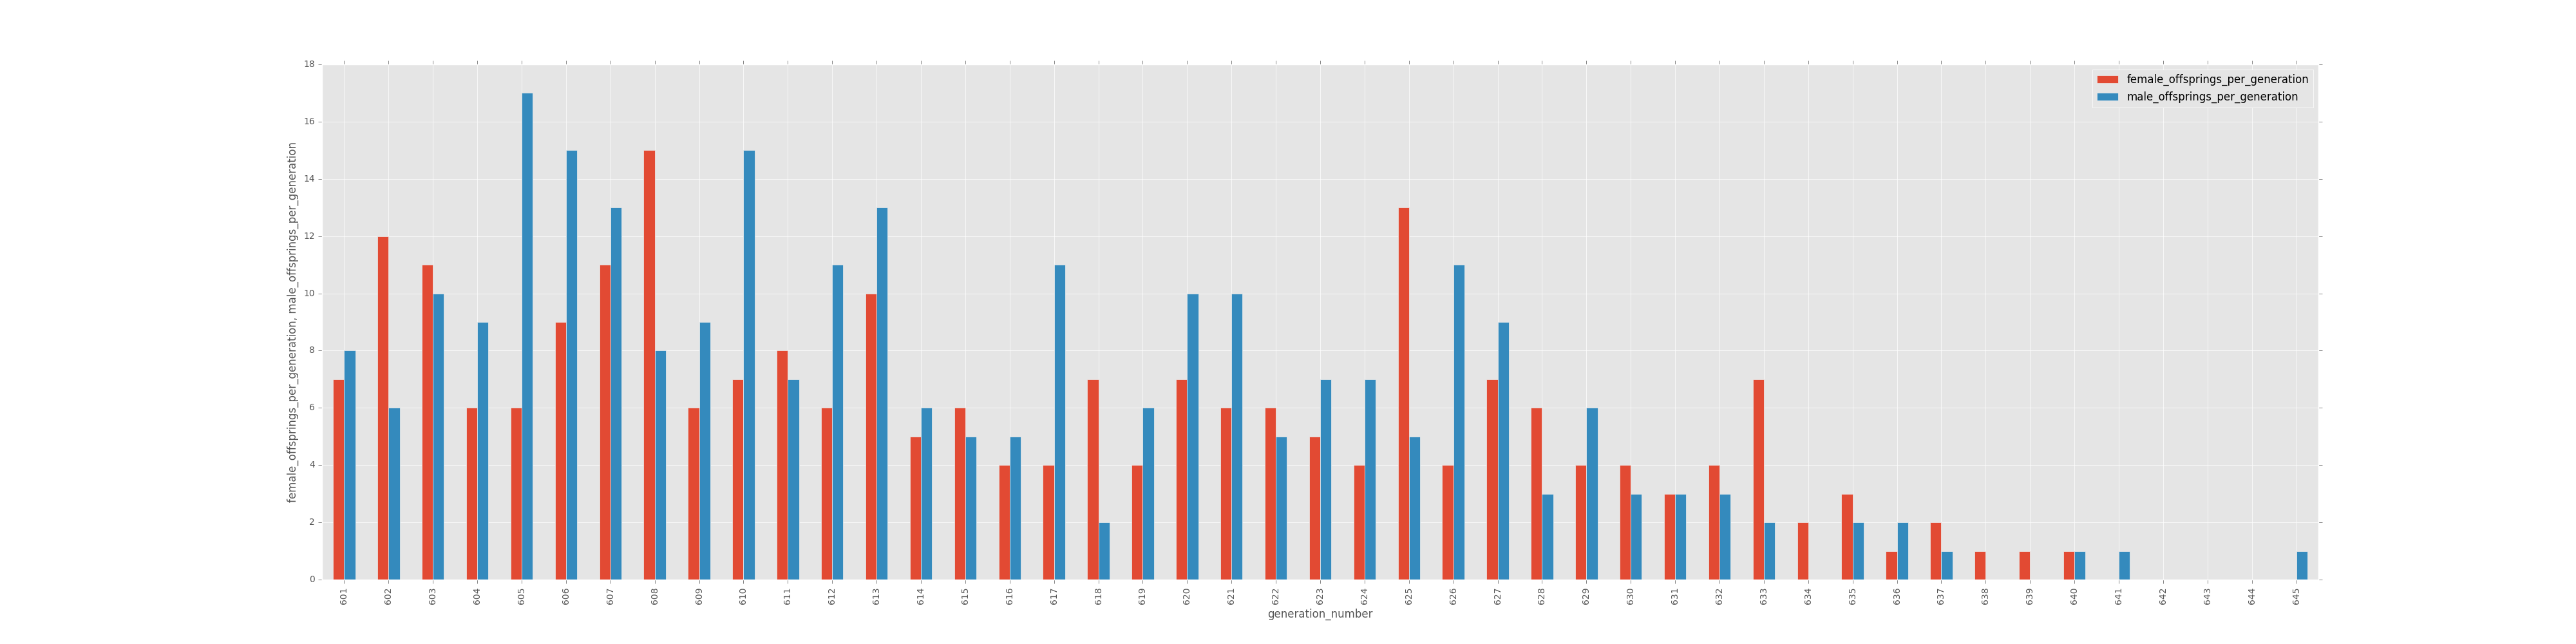 18
16
14
12
10
8
6
4
2
0
female_offsprings_per_generation, male_offsprings_per_generation
female_offsprings_per_generation
male_offsprings_per_generation
601 602 603 604 605 606 607 608 609 610 611 612 613 614 615 616 617 618 619 620 621 622 623 624 625 626 627 628 629 630 631 632 633 634 635 636 637 638 639 640 641 642 643 644 645
generation_number